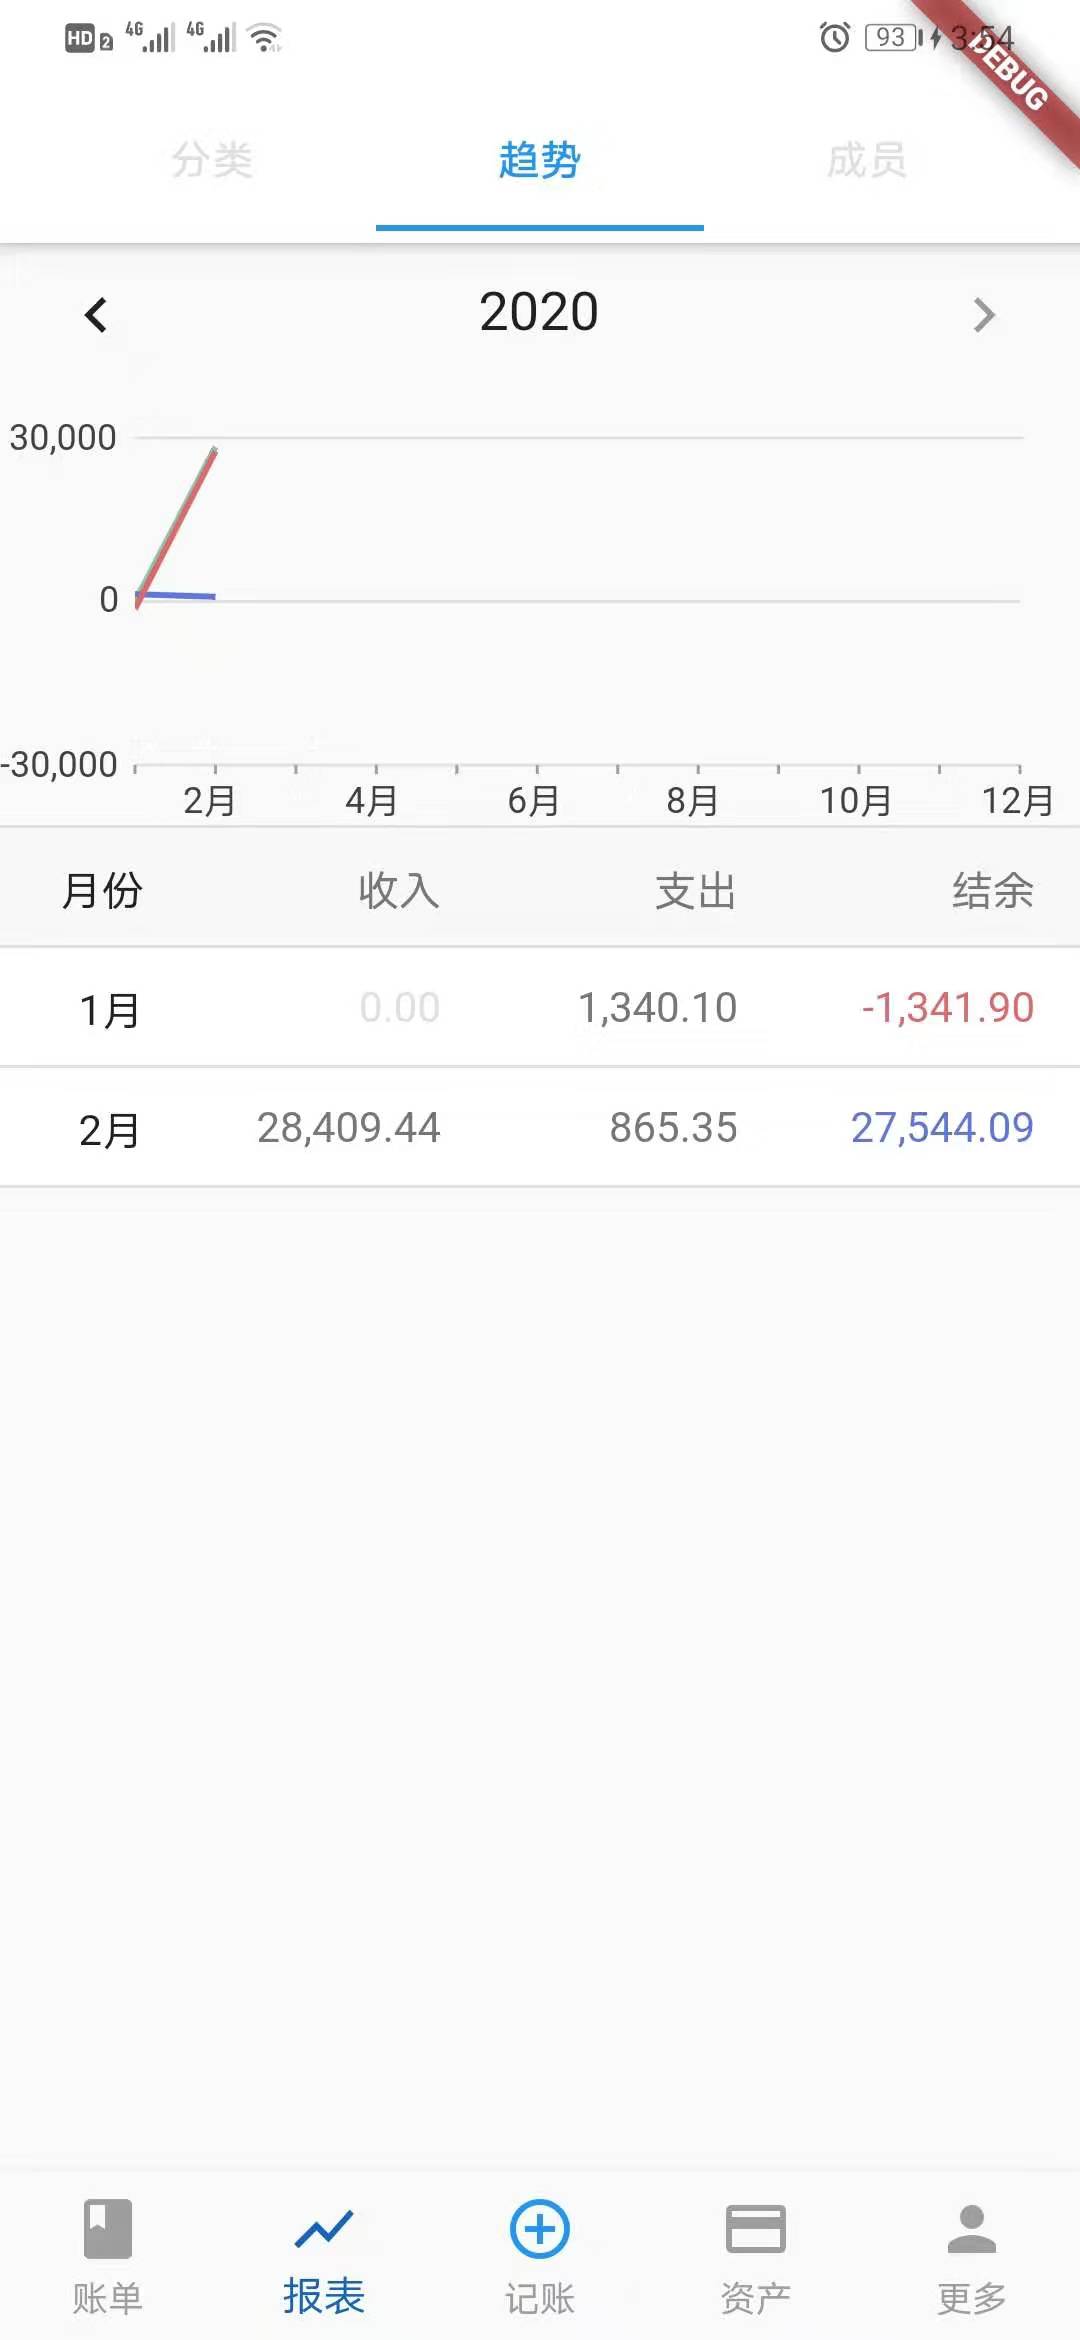 HD 2 4G 4G 93 3:54
DEBUG
分类 趋势 成员
2020
30,000
0
-30,000
2月 4月 6月 8月 10月 12月
月份 收入 支出 结余
1月 0.00 1,340.10 -1,341.90
2月 28,409.44 865.35 27,544.09
账单 报表 记账 资产 更多